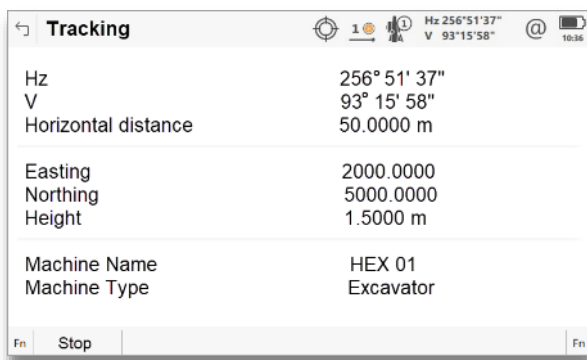 Tracking 1 1 Hz 256°51'37" @
V 93°15'58" 10:36
Hz 256° 51' 37"
V 93° 15' 58"
Horizontal distance 50.0000 m
Easting 2000.0000
Northing 5000.0000
Height 1.5000 m
Machine Name HEX 01
Machine Type Excavator
Fn Stop Fn